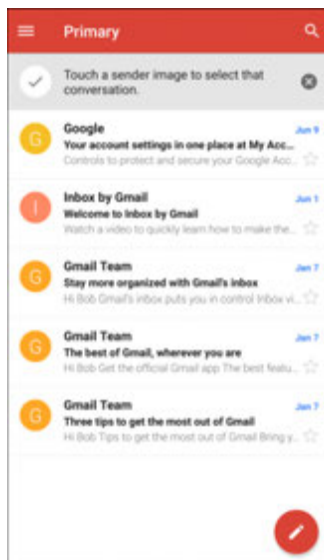 Primary
Touch a sender image to select that
conversation.
G
Google
Jun 9
Your account settings in one place at My Acc...
Controls to protect and secure your Google Acc...
I
Inbox by Gmail
Jun 1
Welcome to Inbox by Gmail
Watch a video to quickly learn how to make the...
G
Gmail Team
Jan 7
Stay more organized with Gmail's inbox
Hi Bob Gmail's inbox puts you in control Inbox vi...
G
Gmail Team
Jan 7
The best of Gmail, wherever you are
Hi Bob Get the official Gmail app The best featu...
G
Gmail Team
Jan 7
Three tips to get the most out of Gmail
Hi Bob Tips to get the most out of Gmail Bring y...